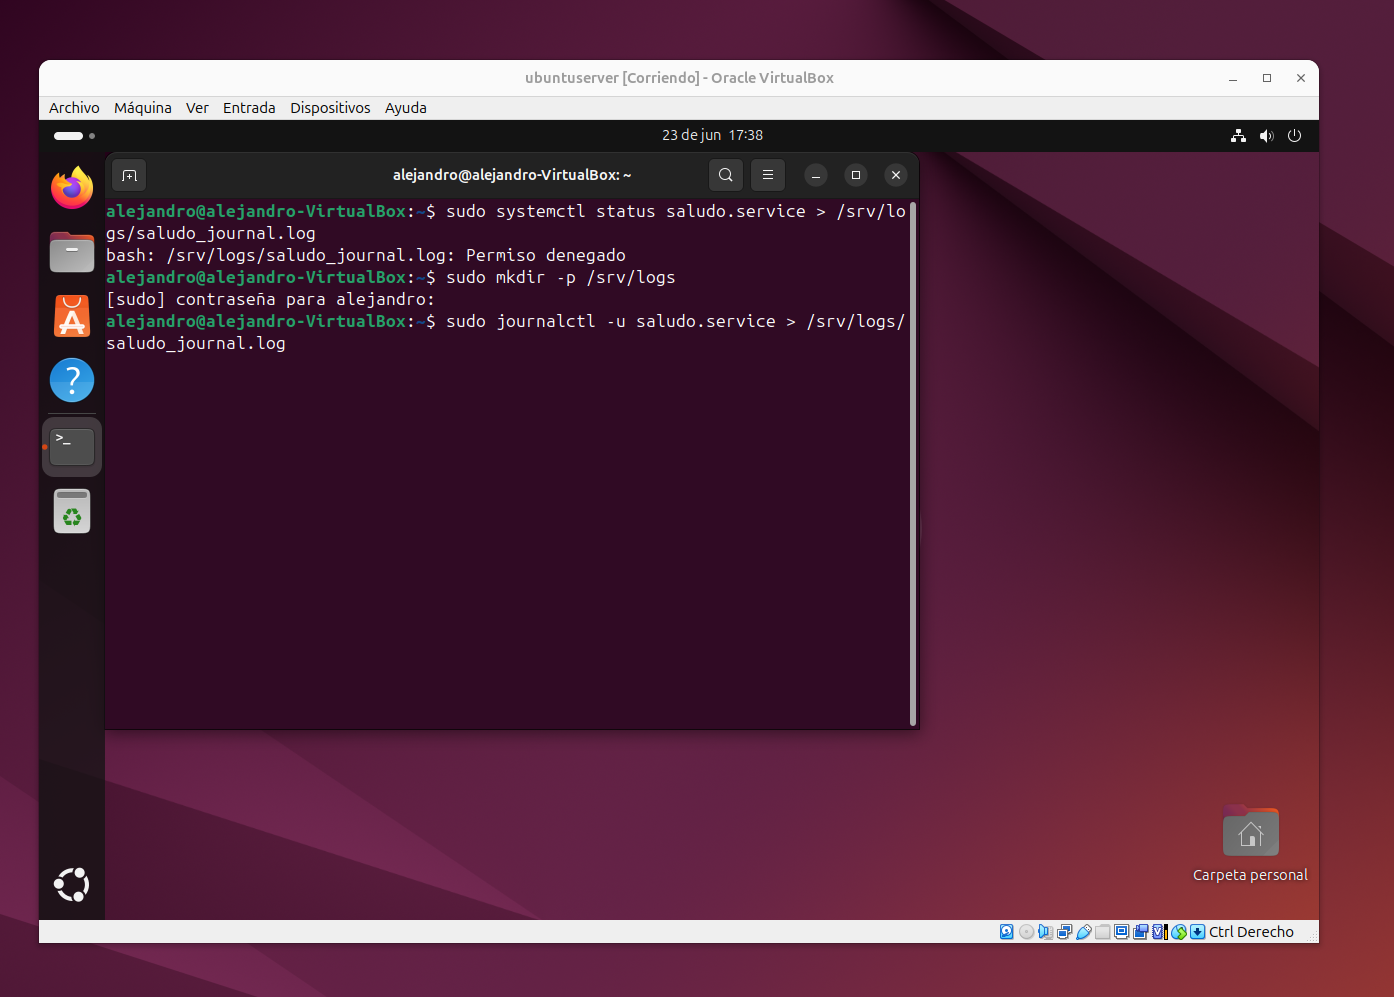 ubuntuserver [Corriendo] - Oracle VirtualBox
Archivo Máquina Ver Entrada Dispositivos Ayuda
23 de jun 17:38
alejandro@alejandro-VirtualBox: ~
alejandro@alejandro-VirtualBox:~$ sudo systemctl status saludo.service > /srv/lo
gs/saludo_journal.log
bash: /srv/logs/saludo_journal.log: Permiso denegado
alejandro@alejandro-VirtualBox:~$ sudo mkdir -p /srv/logs
[sudo] contraseña para alejandro:
alejandro@alejandro-VirtualBox:~$ sudo journalctl -u saludo.service > /srv/logs/
saludo_journal.log
Carpeta personal
Ctrl Derecho